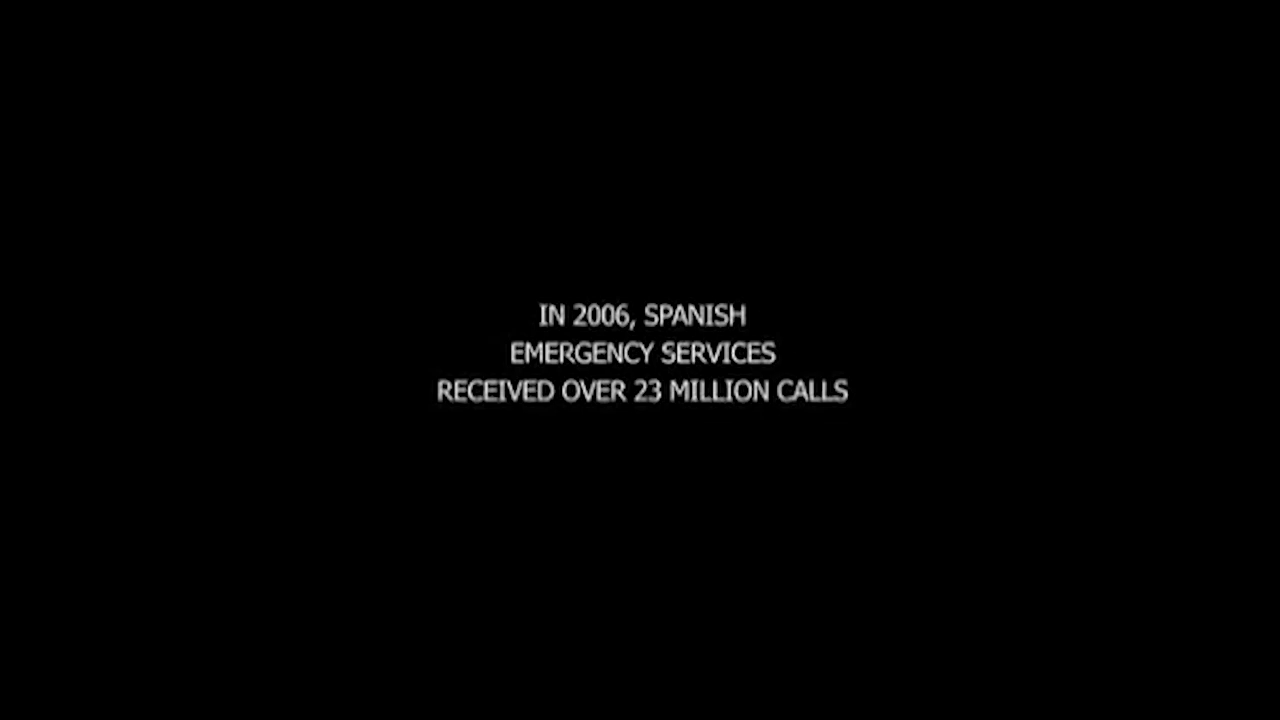 IN 2006, SPANISH
EMERGENCY SERVICES
RECEIVED OVER 23 MILLION CALLS